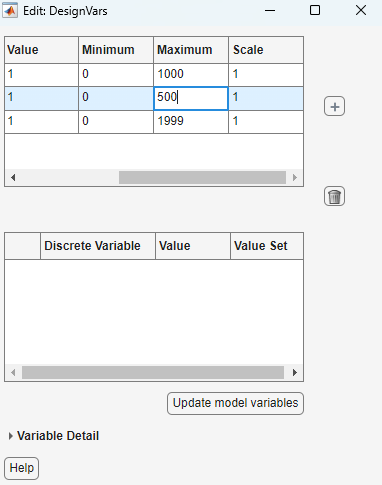 Edit: DesignVars
Value Minimum Maximum Scale
1 0 1000 1
1 0 500 1
1 0 1999 1
Discrete Variable Value Value Set
Update model variables
Variable Detail
Help